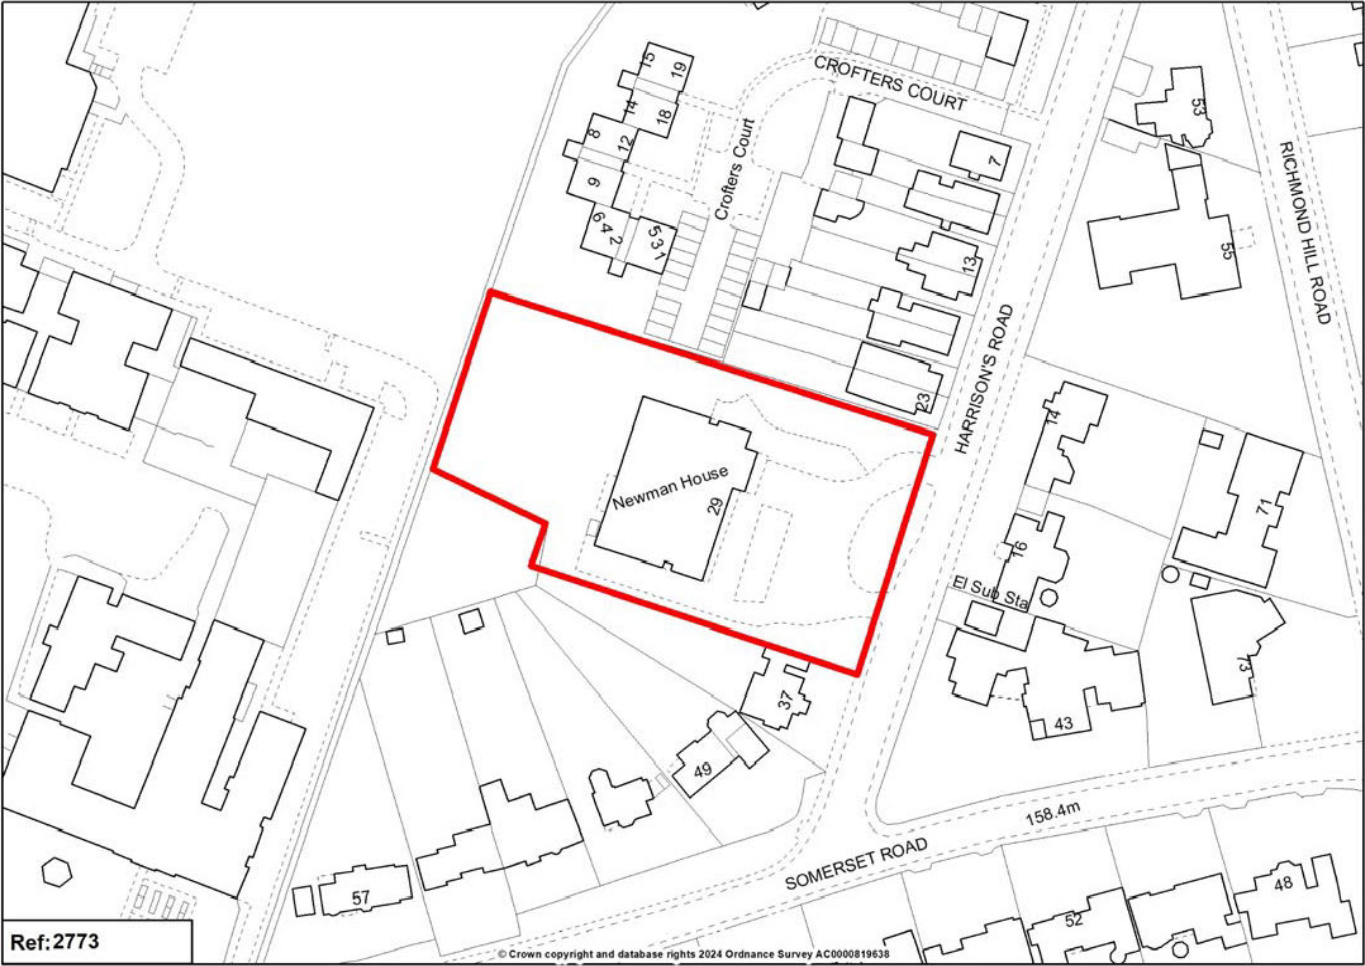 15
19
14
18
8
12
9
6 4
2
5
3
1
CROFTERS COURT
Crofters Court
7
13
23
53
55
RICHMOND HILL ROAD
HARRISON'S ROAD
Newman House
29
14
16
71
El Sub Sta
73
43
37
49
57
158.4m
SOMERSET ROAD
52
48
Ref:2773
© Crown copyright and database rights 2024 Ordnance Survey AC0000819638